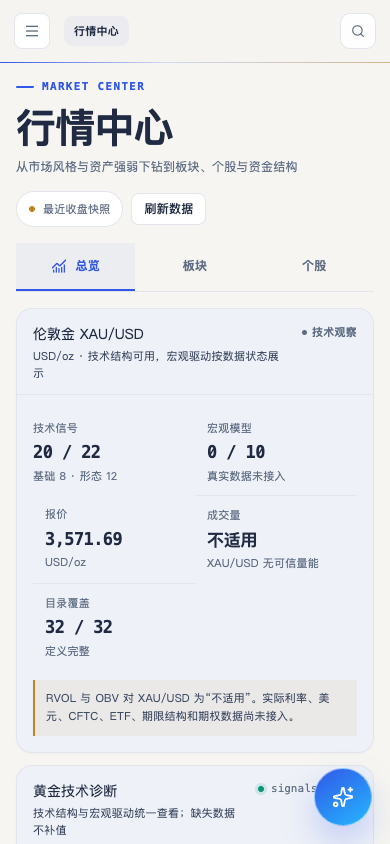 行情中心
MARKET CENTER
行情中心
从市场风格与资产强弱下钻到板块、个股与资金结构
最近收盘快照
刷新数据
总览
板块
个股
伦敦金 XAU/USD
技术观察
USD/oz · 技术结构可用，宏观驱动按数据状态展
示
技术信号
宏观模型
20 / 22
0 / 10
基础 8 · 形态 12
真实数据未接入
报价
成交量
3,571.69
不适用
USD/oz
XAU/USD 无可信量能
目录覆盖
32 / 32
定义完整
RVOL 与 OBV 对 XAU/USD 为“不适用”。实际利率、美
元、CFTC、ETF、期限结构和期权数据尚未接入。
黄金技术诊断
signals
技术结构与宏观驱动统一查看；缺失数据
不补值